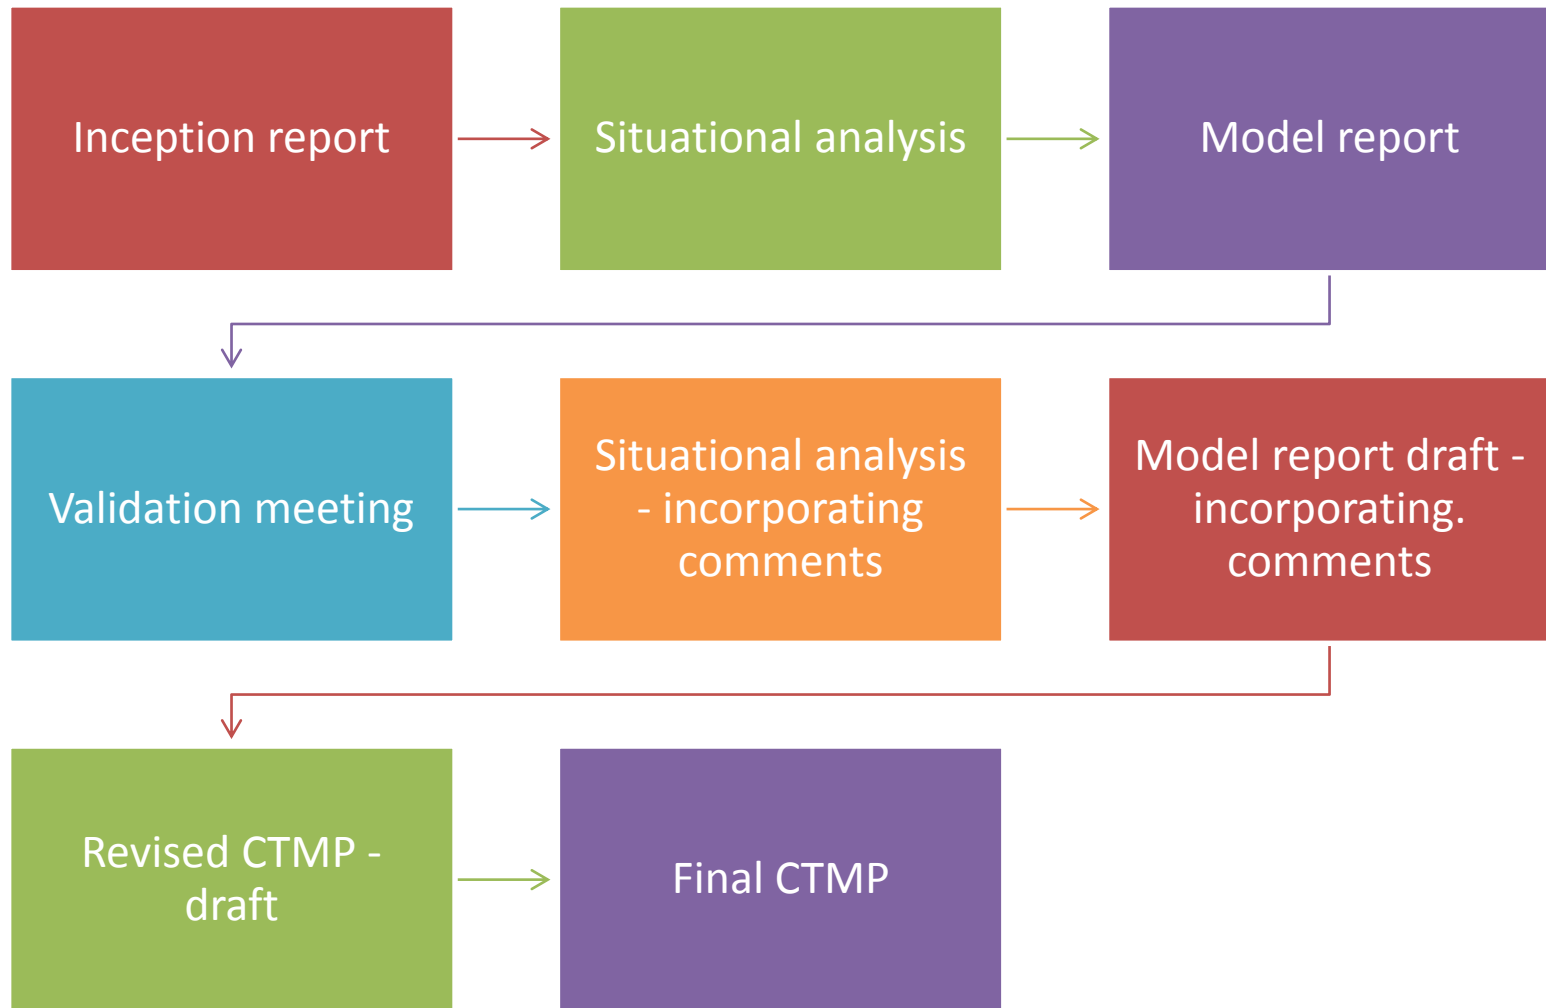 Inception report
Situational analysis
Model report
Validation meeting
Situational analysis
- incorporating
comments
Model report draft -
incorporating.
comments
Revised CTMP -
draft
Final CTMP